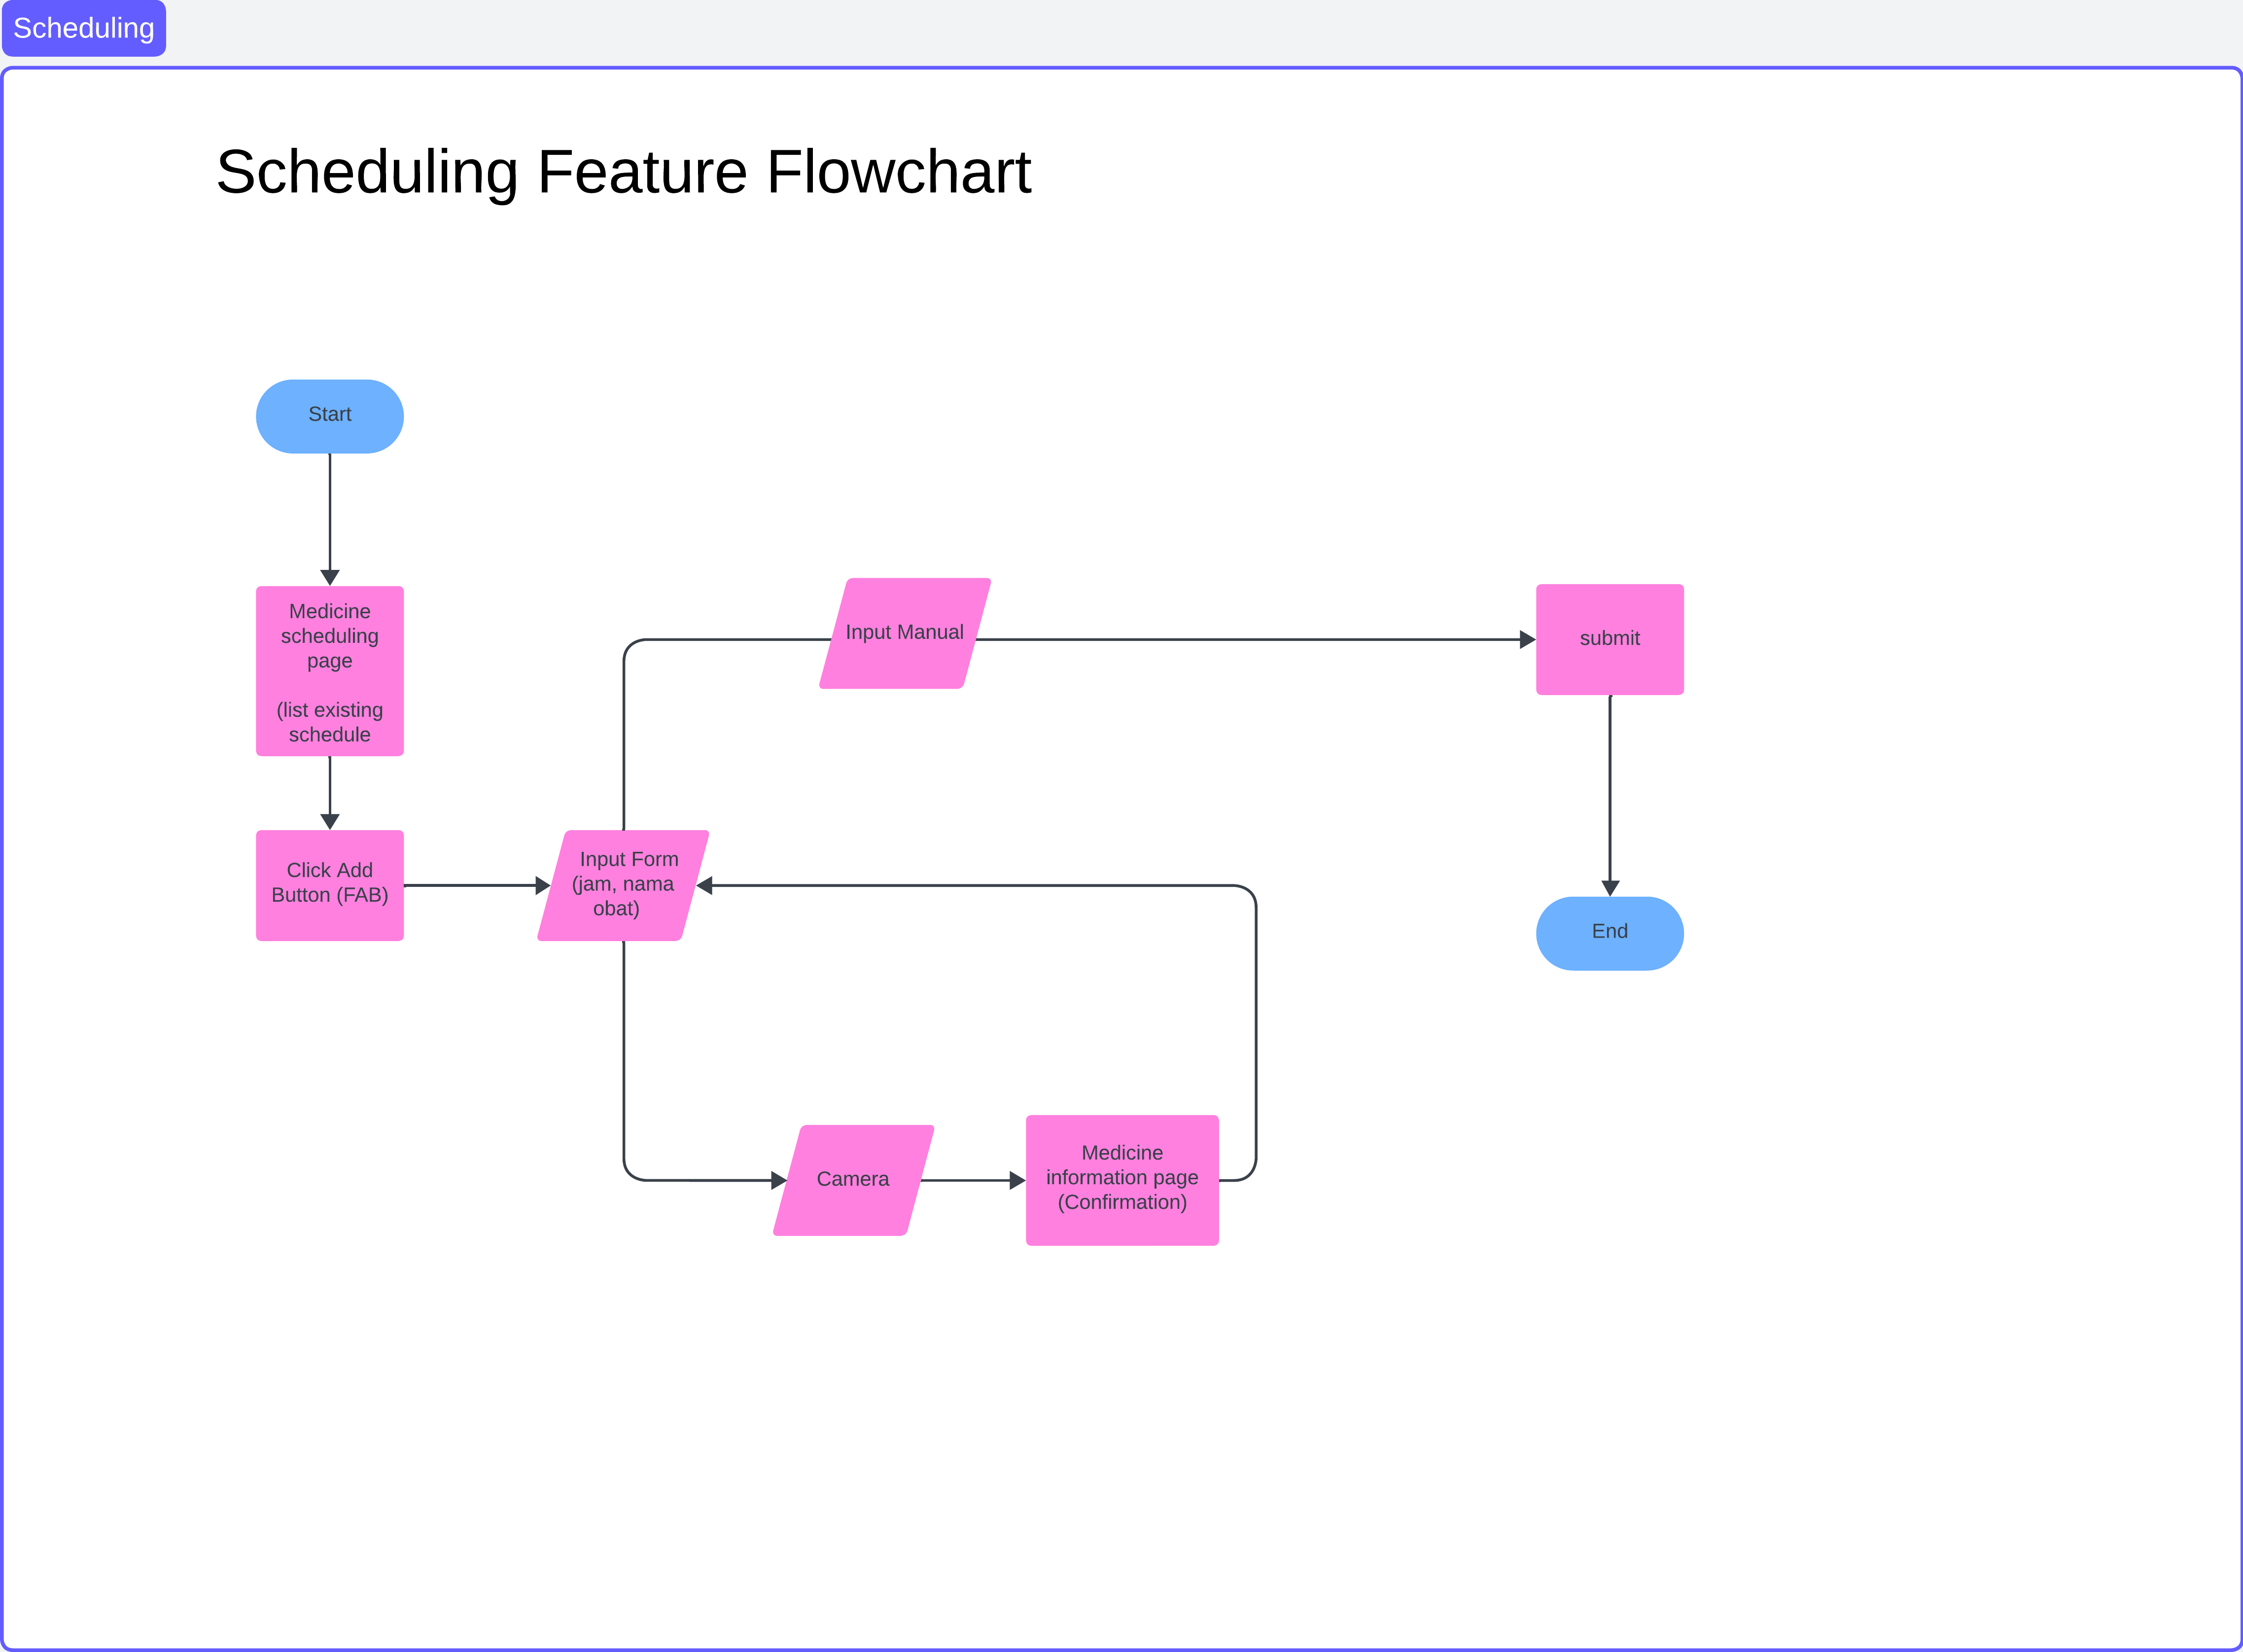 Scheduling
Scheduling Feature Flowchart
Start
Medicine
scheduling
page
(list existing
schedule
Click Add
Button (FAB)
Input Form
(jam, nama
obat)
Input Manual
submit
End
Camera
Medicine
information page
(Confirmation)